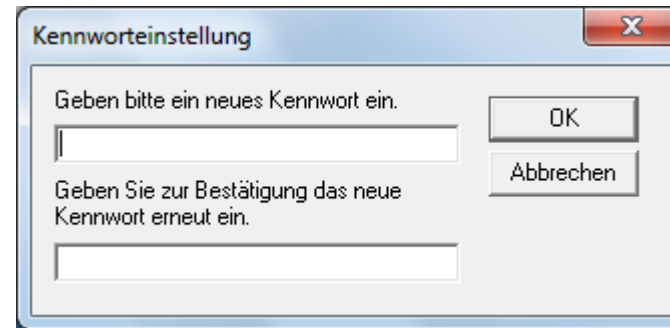 Kennworteinstellung
Geben bitte ein neues Kennwort ein.
OK
Abbrechen
Geben Sie zur Bestätigung das neue
Kennwort erneut ein.